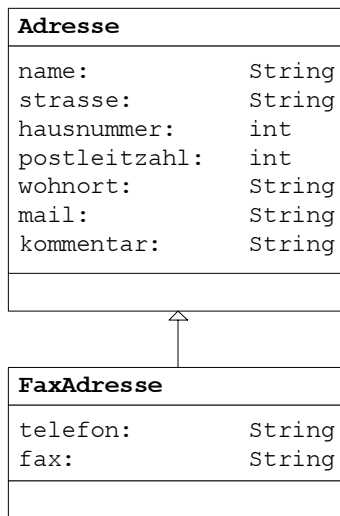 Adresse
name: String
strasse: String
hausnummer: int
postleitzahl: int
wohnort: String
mail: String
kommentar: String
FaxAdresse
telefon: String
fax: String